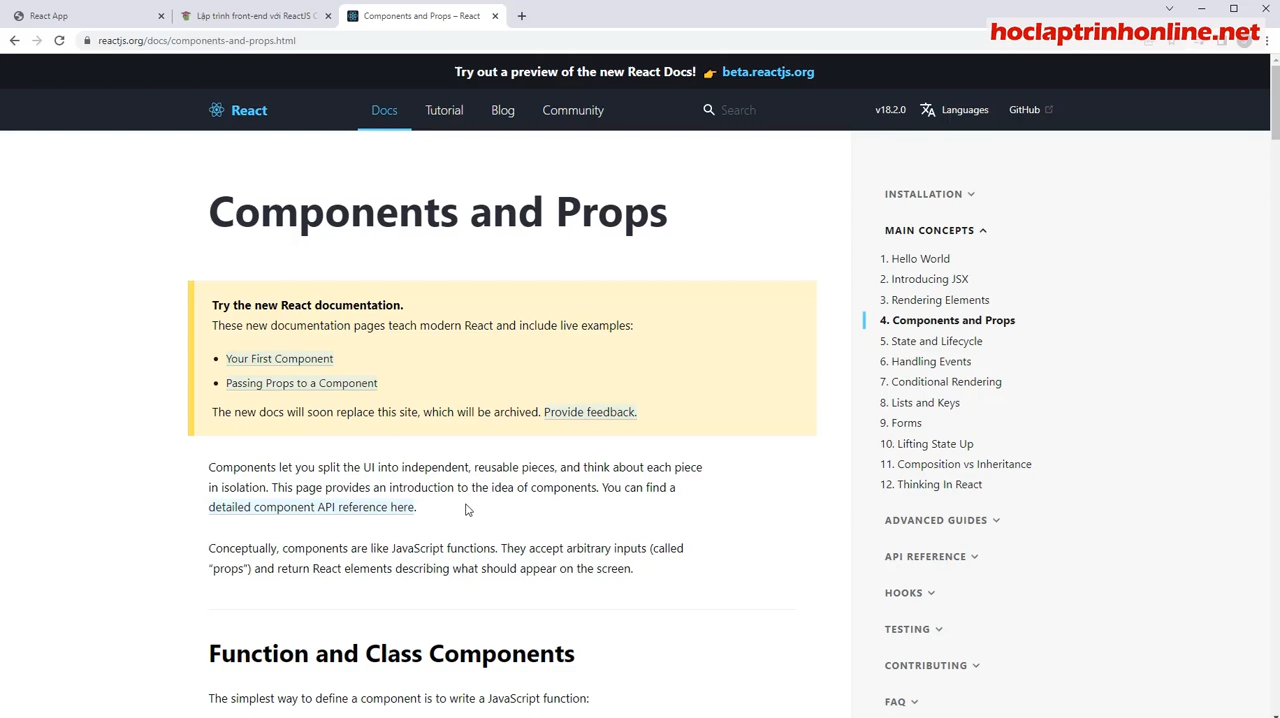 React App
Lập trình front-end với ReactJS
Components and Props – React
reactjs.org/docs/components-and-props.html
hoclaptrinhonline.net
Try out a preview of the new React Docs! 👉 beta.reactjs.org
React
Docs
Tutorial
Blog
Community
Search
v18.2.0
Languages
GitHub
Components and Props
Try the new React documentation.
These new documentation pages teach modern React and include live examples:
• Your First Component
• Passing Props to a Component
The new docs will soon replace this site, which will be archived. Provide feedback.
Components let you split the UI into independent, reusable pieces, and think about each piece
in isolation. This page provides an introduction to the idea of components. You can find a
detailed component API reference here.
Conceptually, components are like JavaScript functions. They accept arbitrary inputs (called
“props”) and return React elements describing what should appear on the screen.
Function and Class Components
The simplest way to define a component is to write a JavaScript function:
INSTALLATION
MAIN CONCEPTS
1. Hello World
2. Introducing JSX
3. Rendering Elements
4. Components and Props
5. State and Lifecycle
6. Handling Events
7. Conditional Rendering
8. Lists and Keys
9. Forms
10. Lifting State Up
11. Composition vs Inheritance
12. Thinking In React
ADVANCED GUIDES
API REFERENCE
HOOKS
TESTING
CONTRIBUTING
FAQ